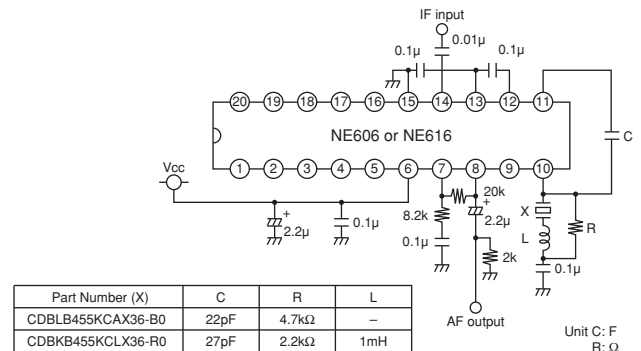 IF input
0.01µ
0.1µ
0.1µ
20 19 18 17 16 15 14 13 12 11
NE606 or NE616
C
1 2 3 4 5 6 7 8 9 10
Vcc
+
2.2µ
0.1µ
8.2k
0.1µ
20k
+
2.2µ
2k
X
L
R
0.1µ
AF output
Part Number (X) C R L
CDBLB455KCAX36-B0 22pF 4.7kΩ –
CDBKB455KCLX36-R0 27pF 2.2kΩ 1mH
Unit C: F
R: Ω